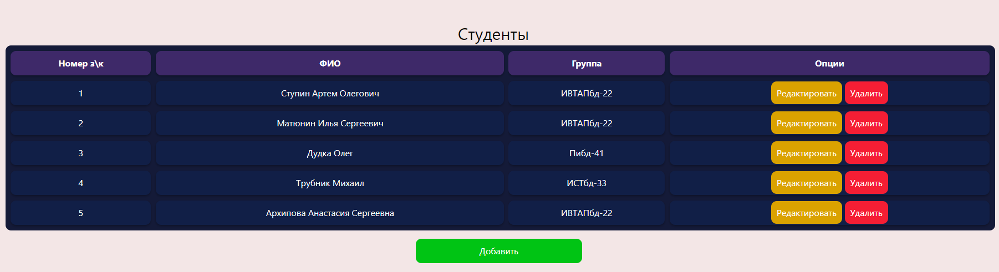 Студенты
Номер з\к ФИО Группа Опции
1 Ступин Артем Олегович ИВТАПбд-22 Редактировать Удалить
2 Матюнин Илья Сергеевич ИВТАПбд-22 Редактировать Удалить
3 Дудка Олег Пибд-41 Редактировать Удалить
4 Трубник Михаил ИСТбд-33 Редактировать Удалить
5 Архипова Анастасия Сергеевна ИВТАПбд-22 Редактировать Удалить
Добавить